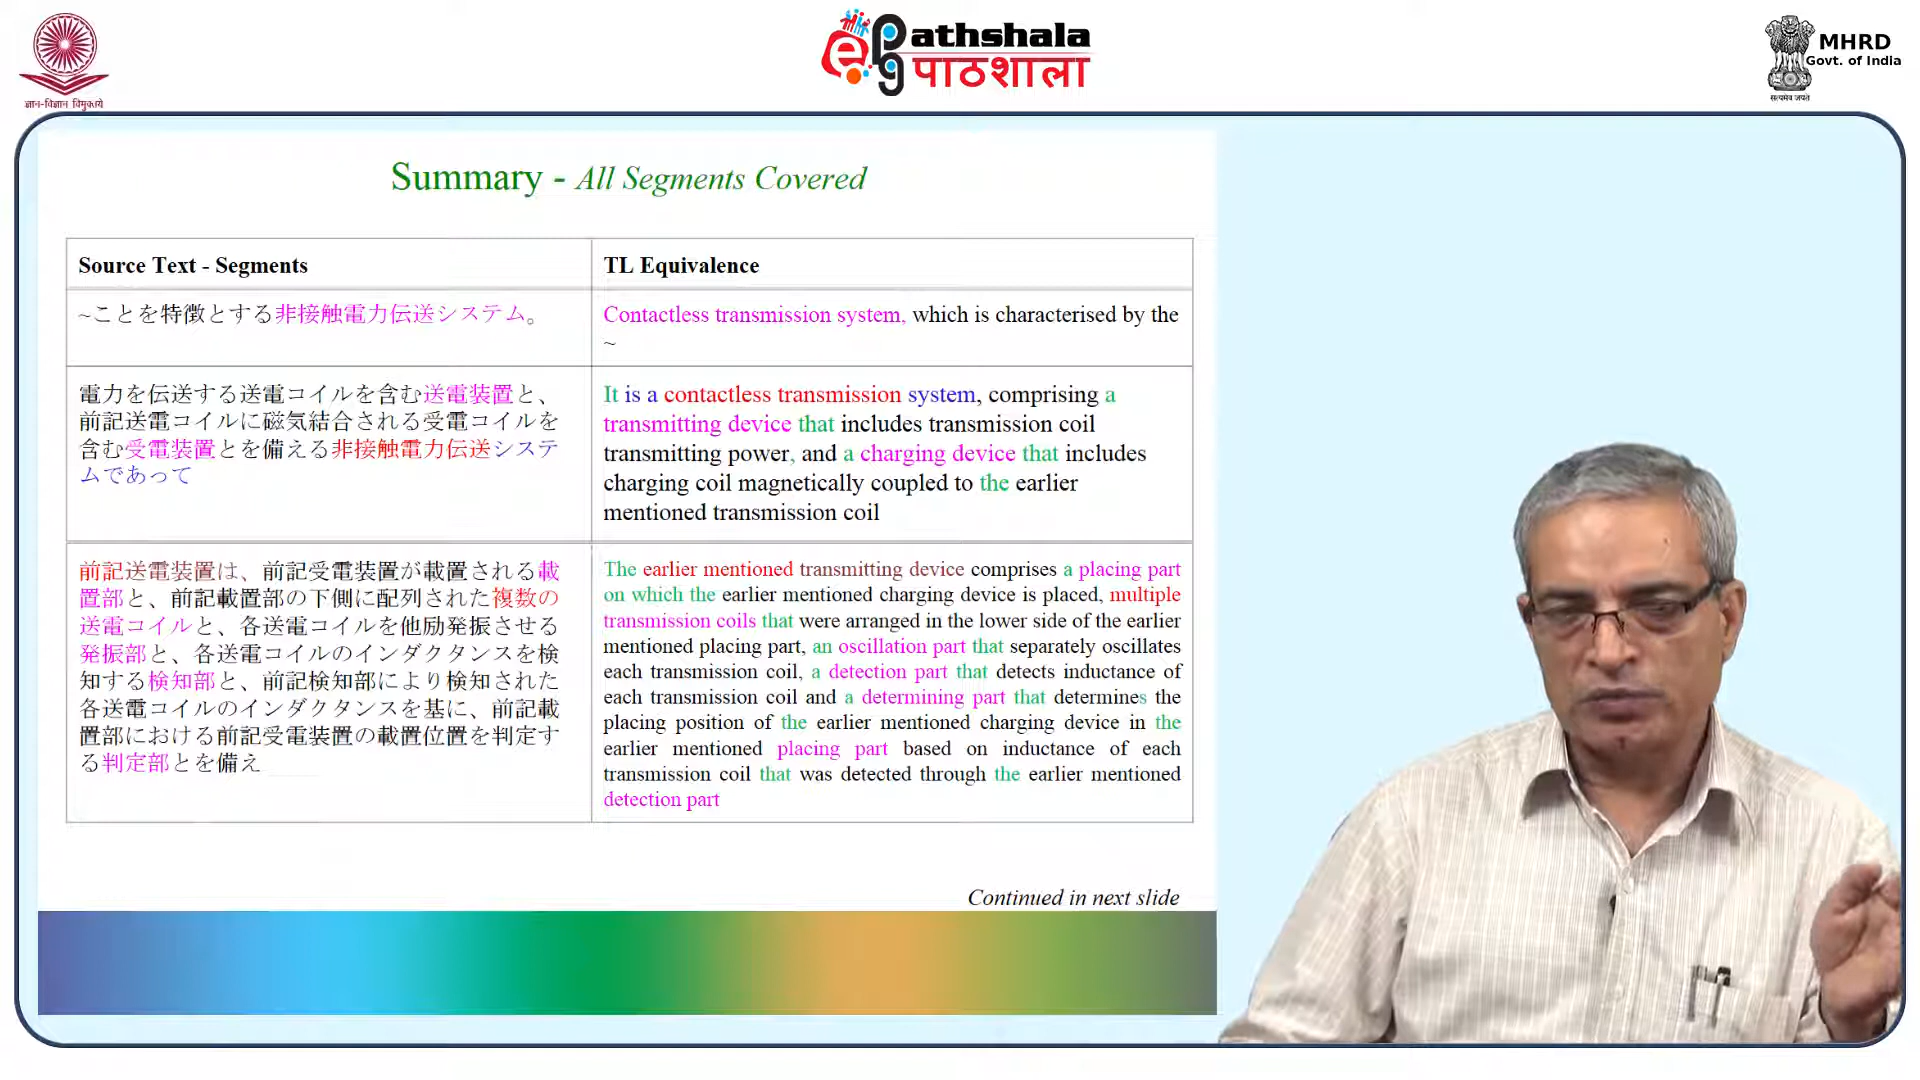 ज्ञान-विज्ञान विमुक्तये
ePathshala
पाठशाला
MHRD
Govt. of India
सत्यमेव जयते
Summary - All Segments Covered
Source Text - Segments
TL Equivalence
~ことを特徴とする非接触電力伝送システム。
Contactless transmission system, which is characterised by the
~
電力を伝送する送電コイルを含む送電装置と、
前記送電コイルに磁気結合される受電コイルを
含む受電装置とを備える非接触電力伝送システ
ムであって
It is a contactless transmission system, comprising a
transmitting device that includes transmission coil
transmitting power, and a charging device that includes
charging coil magnetically coupled to the earlier
mentioned transmission coil
前記送電装置は、前記受電装置が載置される載
置部と、前記載置部の下側に配列された複数の
送電コイルと、各送電コイルを他励発振させる
発振部と、各送電コイルのインダクタンスを検
知する検知部と、前記検知部により検知された
各送電コイルのインダクタンスを基に、前記載
置部における前記受電装置の載置位置を判定す
る判定部とを備え
The earlier mentioned transmitting device comprises a placing part
on which the earlier mentioned charging device is placed, multiple
transmission coils that were arranged in the lower side of the earlier
mentioned placing part, an oscillation part that separately oscillates
each transmission coil, a detection part that detects inductance of
each transmission coil and a determining part that determines the
placing position of the earlier mentioned charging device in the
earlier mentioned placing part based on inductance of each
transmission coil that was detected through the earlier mentioned
detection part
Continued in next slide